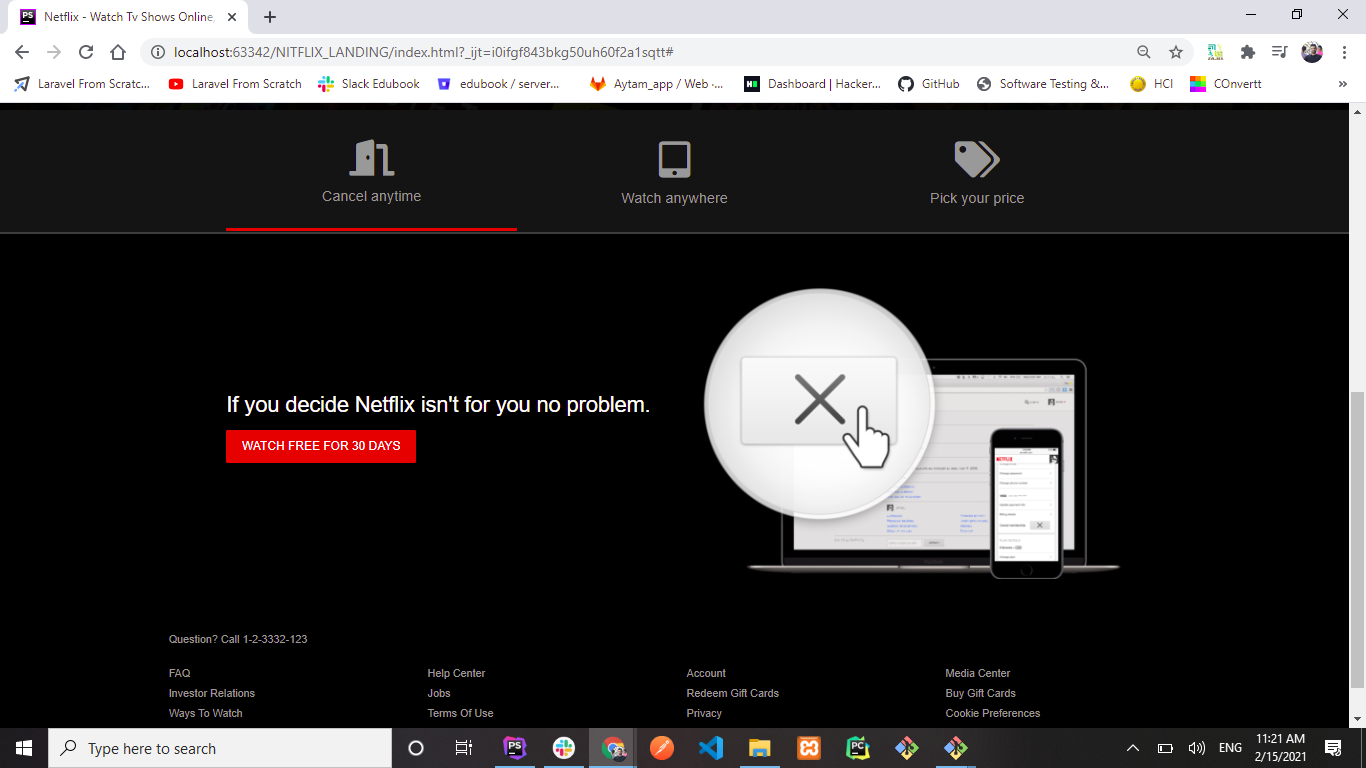 Netflix - Watch Tv Shows Online,
localhost:63342/NITFLIX_LANDING/index.html?_ijt=i0ifgf843bkg50uh60f2a1sqtt#
Laravel From Scratc... Laravel From Scratch Slack Edubook edubook / server... Aytam_app / Web -... Dashboard | Hacker... GitHub Software Testing &... HCI COnvertt »
Cancel anytime Watch anywhere Pick your price
If you decide Netflix isn't for you no problem.
WATCH FREE FOR 30 DAYS
NETFLIX
Question? Call 1-2-3332-123
FAQ Help Center Account Media Center
Investor Relations Jobs Redeem Gift Cards Buy Gift Cards
Ways To Watch Terms Of Use Privacy Cookie Preferences
Type here to search
ENG
11:21 AM
2/15/2021